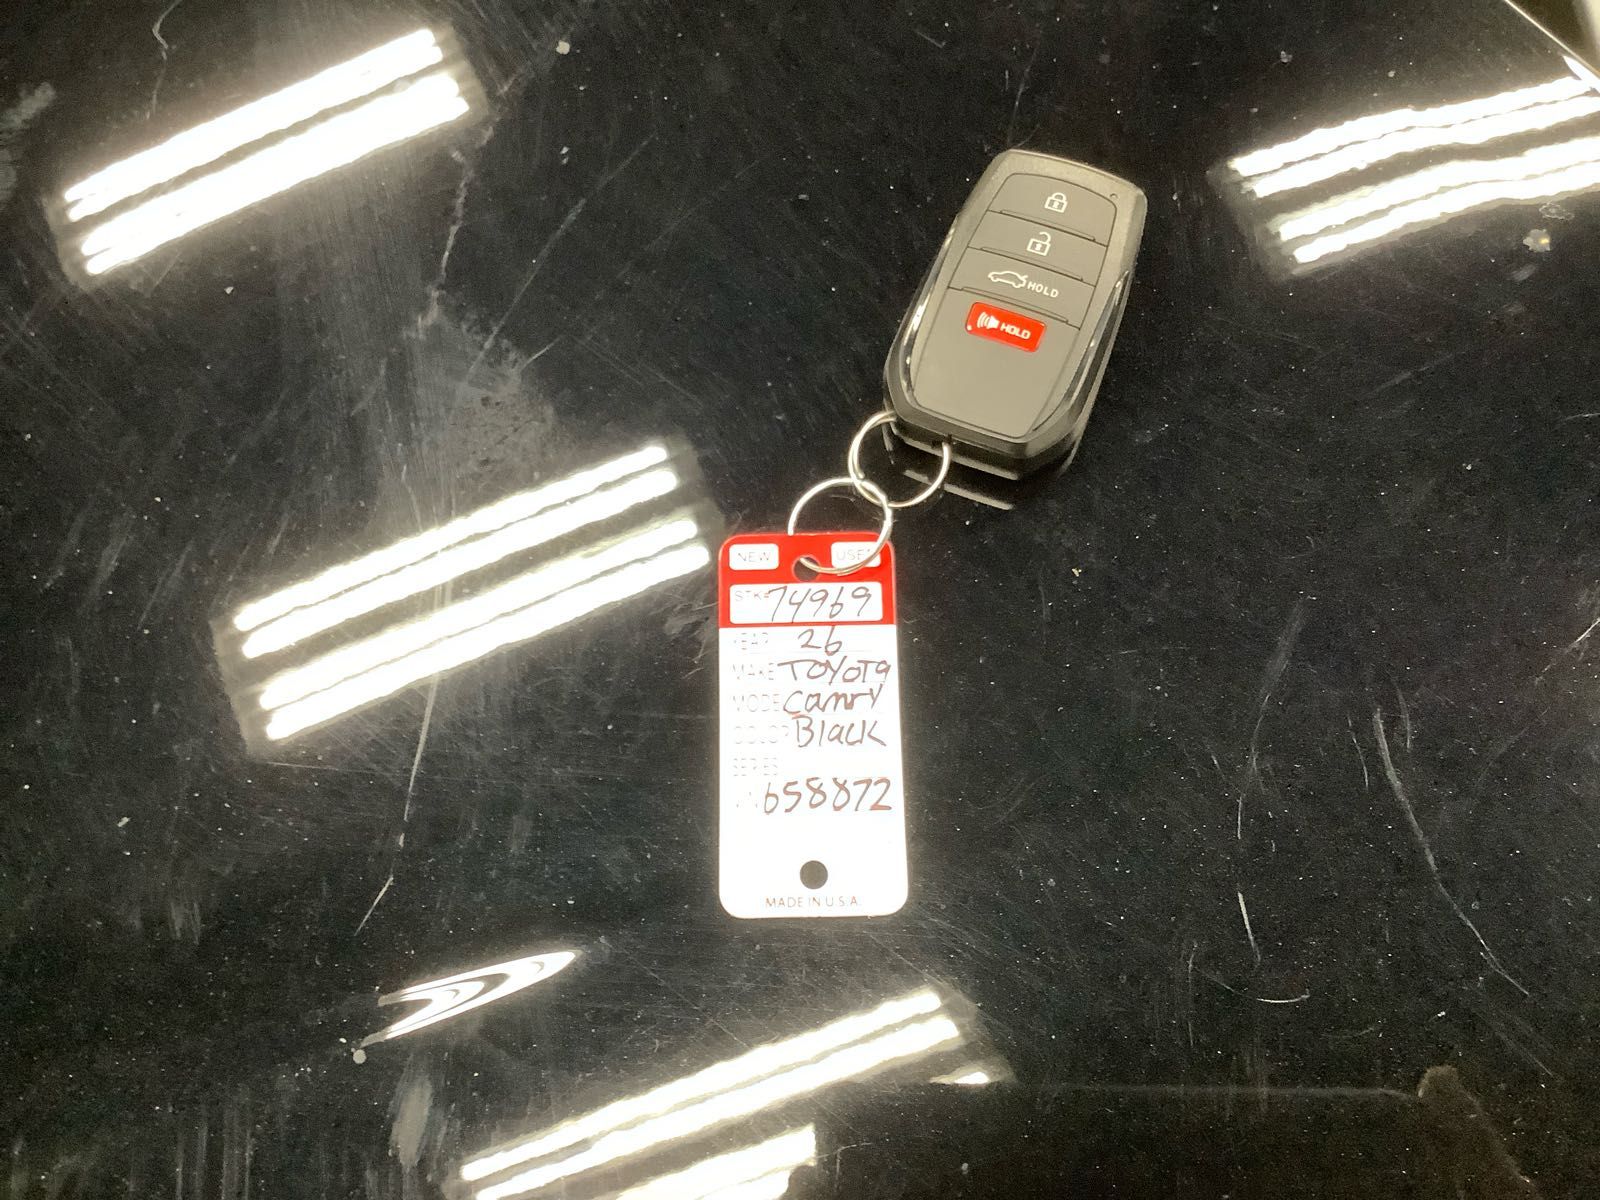 HOLD
HOLD
NEW USED
STK# 74969
YEAR 26
MAKE TOYOTA
MODEL Camry
COLOR Black
SERIES
658872
MADE IN U.S.A.